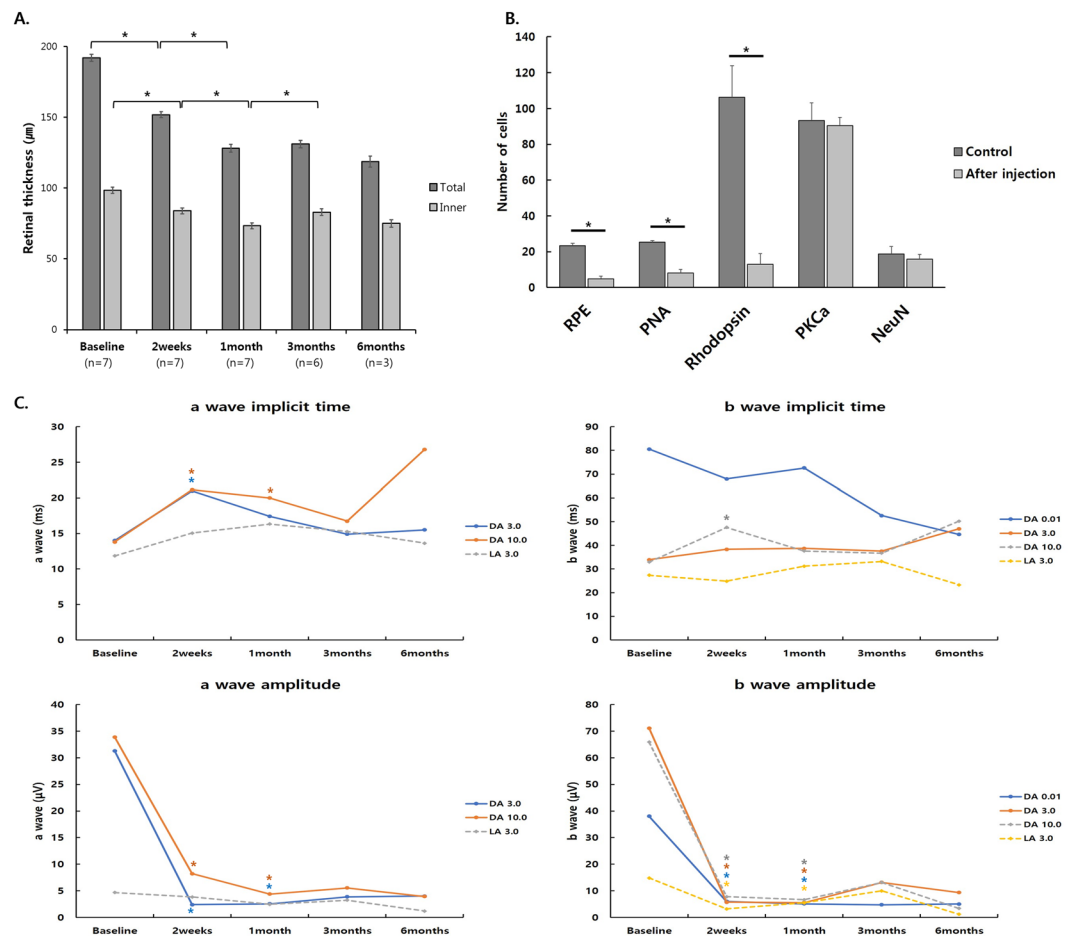 A.
* *
* * *
Retinal thickness (㎛)
200
150
100
50
0
Total
Inner
Baseline 2weeks 1month 3months 6months
(n=7) (n=7) (n=7) (n=6) (n=3)
B.
Number of cells
140
120
100
80
60
40
20
0
* * *
Control
After injection
RPE PNA Rhodopsin PKCa NeuN
C.
a wave implicit time
a wave (ms)
30
25
20
15
10
5
0
* * *
DA 3.0
DA 10.0
LA 3.0
Baseline 2weeks 1month 3months 6months
b wave implicit time
b wave (ms)
90
80
70
60
50
40
30
20
10
0
*
DA 0.01
DA 3.0
DA 10.0
LA 3.0
Baseline 2weeks 1month 3months 6months
a wave amplitude
a wave (μV)
40
35
30
25
20
15
10
5
0
* *
* *
DA 3.0
DA 10.0
LA 3.0
Baseline 2weeks 1month 3months 6months
b wave amplitude
b wave (μV)
80
70
60
50
40
30
20
10
0
* *
* *
* *
* *
DA 0.01
DA 3.0
DA 10.0
LA 3.0
Baseline 2weeks 1month 3months 6months